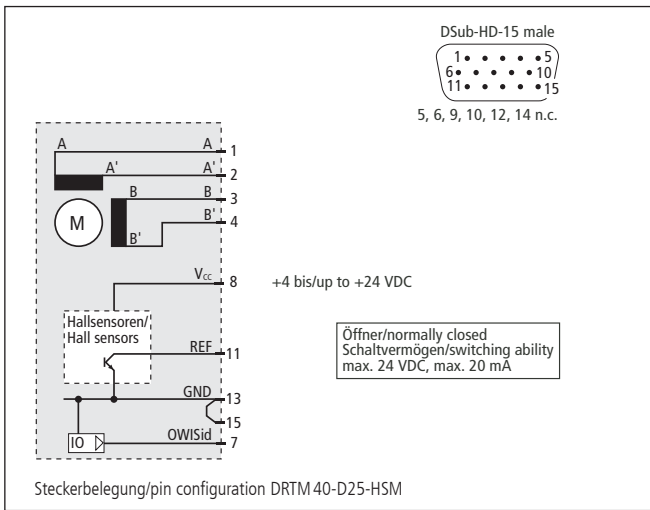 DSub-HD-15 male
1 5
6 10
11 15
5, 6, 9, 10, 12, 14 n.c.
A A 1
A' A' 2
B B 3
M B' 4
B'
Vcc 8 +4 bis/up to +24 VDC
Hallsensoren/
Hall sensors
REF 11
Öffner/normally closed
Schaltvermögen/switching ability
max. 24 VDC, max. 20 mA
GND 13
15
IO OWISid 7
Steckerbelegung/pin configuration DRTM 40-D25-HSM